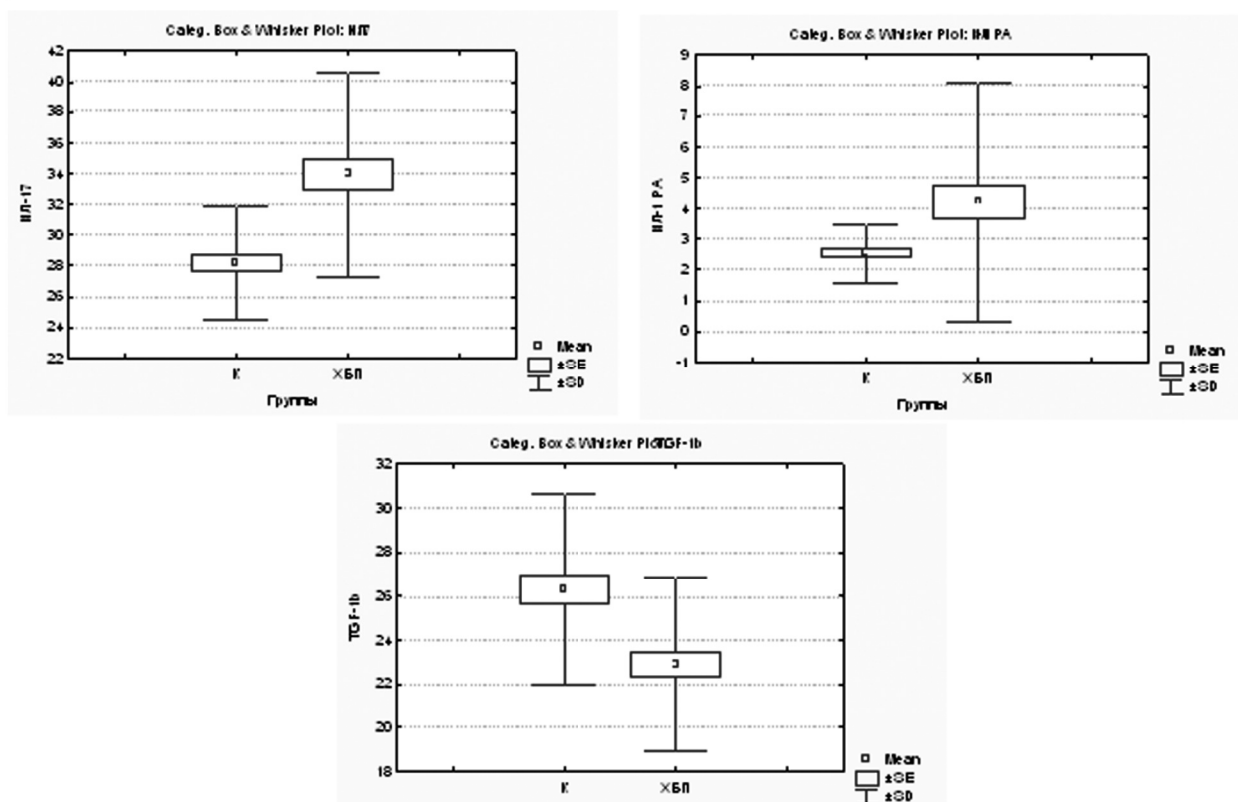 Categ. Box & Whisker Plot:
42
40
38
36
34
32
30
28
26
24
22
ИЛ-17
К
ХБП
Группы
Mean
±SE
±SD
Categ. Box & Whisker Plot:
9
8
7
6
5
4
3
2
1
0
-1
ИЛ-1 РА
К
ХБП
Группы
Mean
±SE
±SD
Categ. Box & Whisker Plot TGF-1b
32
30
28
26
24
22
20
18
TGF-1b
К
ХБП
Mean
±SE
±SD